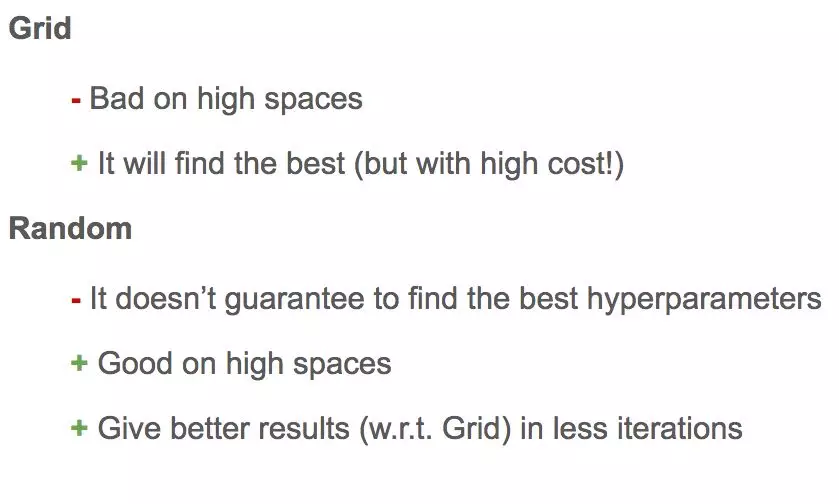 Grid
- Bad on high spaces
+ It will find the best (but with high cost!)
Random
- It doesn’t guarantee to find the best hyperparameters
+ Good on high spaces
+ Give better results (w.r.t. Grid) in less iterations